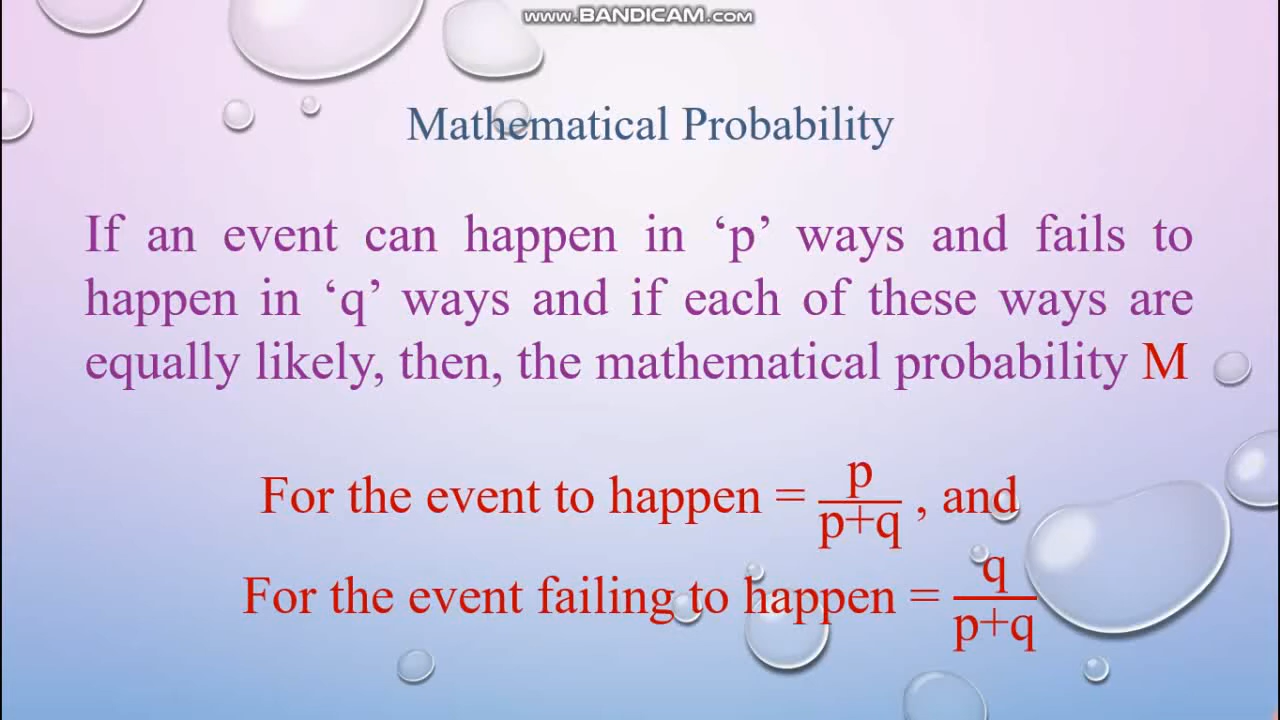 www.BANDICAM.com
Mathematical Probability
If an event can happen in ‘p’ ways and fails to
happen in ‘q’ ways and if each of these ways are
equally likely, then, the mathematical probability M
For the event to happen = p/p+q , and
For the event failing to happen = q/p+q